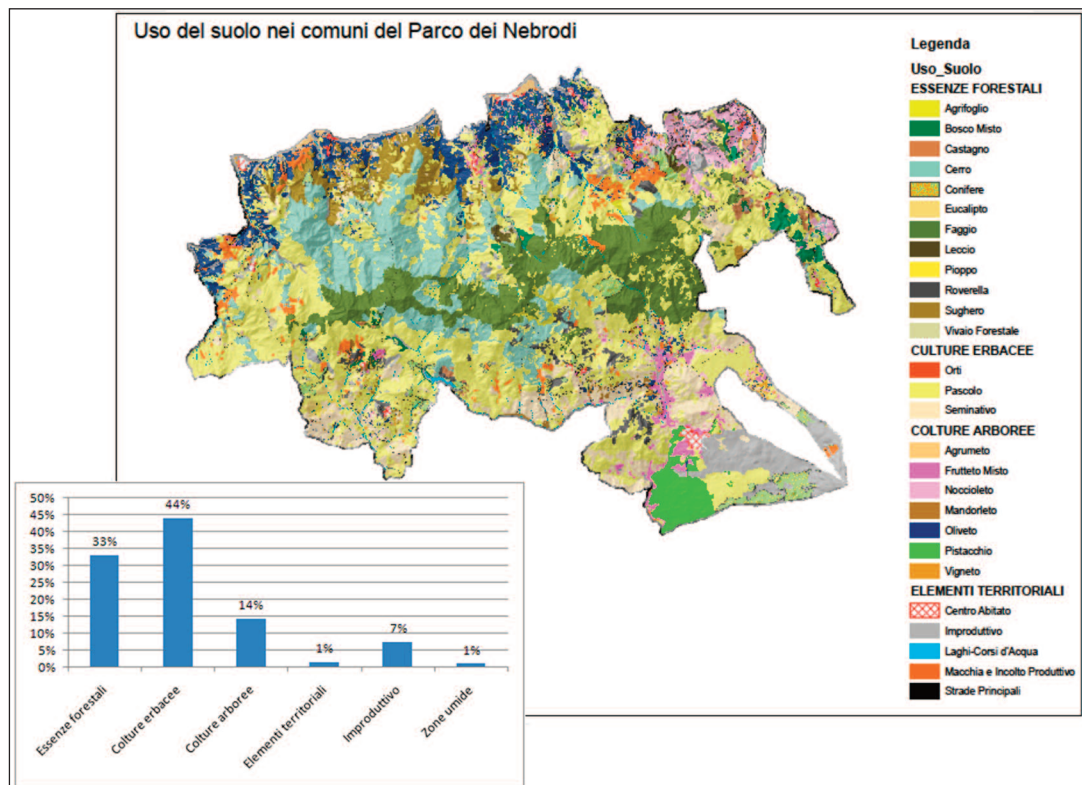 Uso del suolo nei comuni del Parco dei Nebrodi
Legenda
Uso_Suolo
ESSENZE FORESTALI
Agrifoglio
Bosco Misto
Castagno
Cerro
Conifere
Eucalipto
Faggio
Leccio
Pioppo
Roverella
Sughero
Vivaio Forestale
CULTURE ERBACEE
Orti
Pascolo
Seminativo
COLTURE ARBOREE
Agrumeto
Frutteto Misto
Noccioleto
Mandorleto
Oliveto
Pistacchio
Vigneto
ELEMENTI TERRITORIALI
Centro Abitato
Improduttivo
Laghi-Corsi d'Acqua
Macchia e Incolto Produttivo
Strade Principali
50%
45%
40%
35%
30%
25%
20%
15%
10%
5%
0%
33%
44%
14%
1%
7%
1%
Essenze forestali
Colture erbacee
Colture arboree
Elementi territoriali
Improduttivo
Zone umide